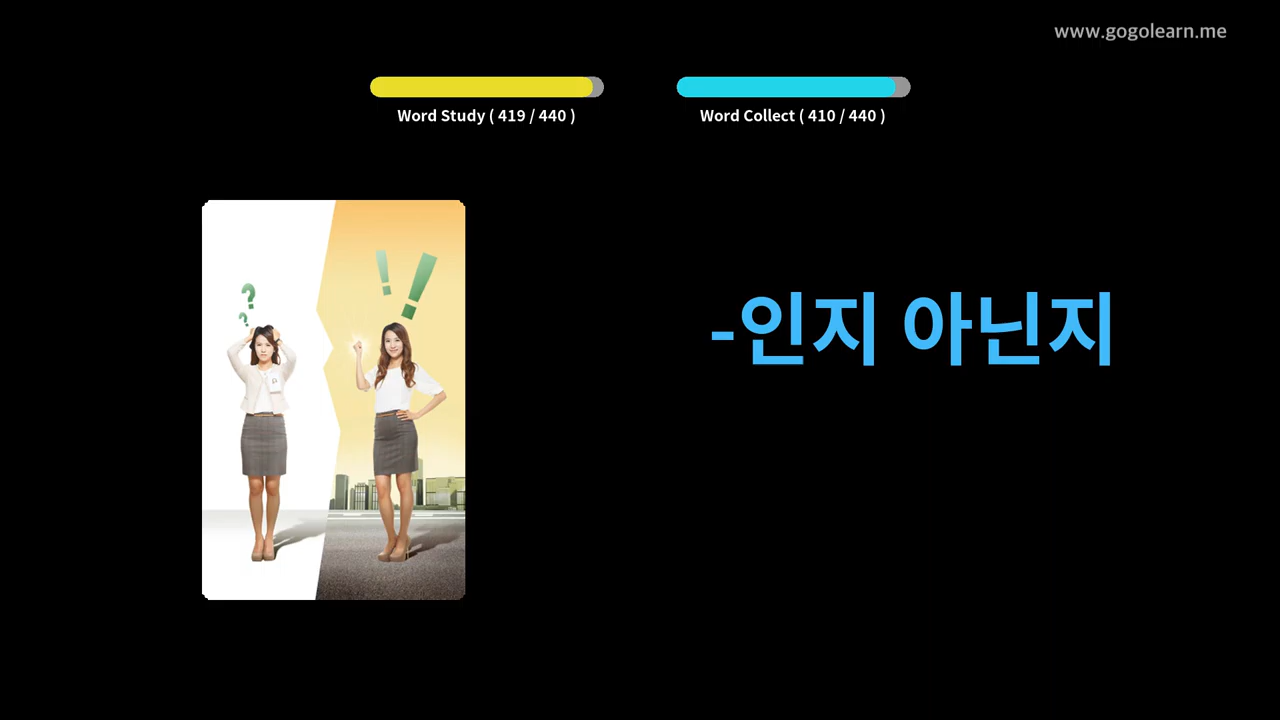 www.gogolearn.me
Word Study ( 419 / 440 )
Word Collect ( 410 / 440 )
? ?
! !
-인지 아닌지